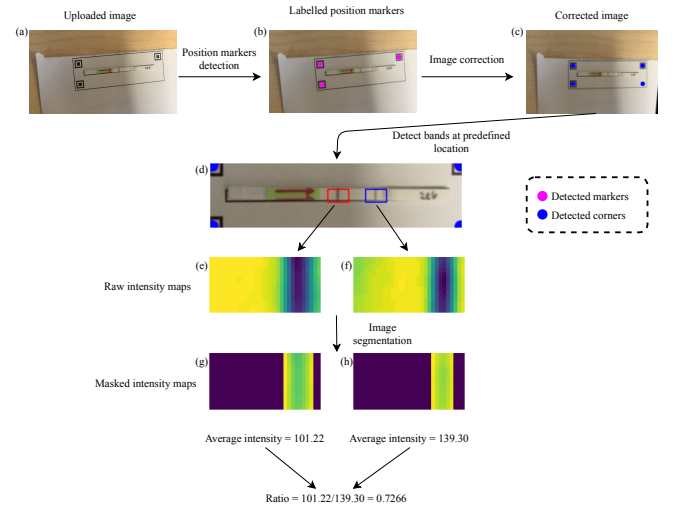 Uploaded image
Labelled position markers
Corrected image
(a)
(b)
(c)
Position markers
detection
Image correction
Detect bands at predefined
location
(d)
Detected markers
Detected corners
(e)
(f)
Raw intensity maps
Image
segmentation
(g)
(h)
Masked intensity maps
Average intensity = 101.22
Average intensity = 139.30
Ratio = 101.22/139.30 = 0.7266